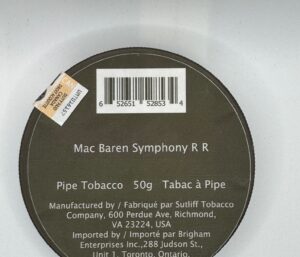 6 52651 52853 4
Mac Baren Symphony R R
Pipe Tobacco 50g Tabac à Pipe
Manufactured by / Fabriqué par Sutliff Tobacco
Company, 600 Perdue Ave, Richmond,
VA 23224, USA
Imported by / Importé par Brigham
Enterprises Inc.,288 Judson St.,
Unit 1, Toronto, Ontario.